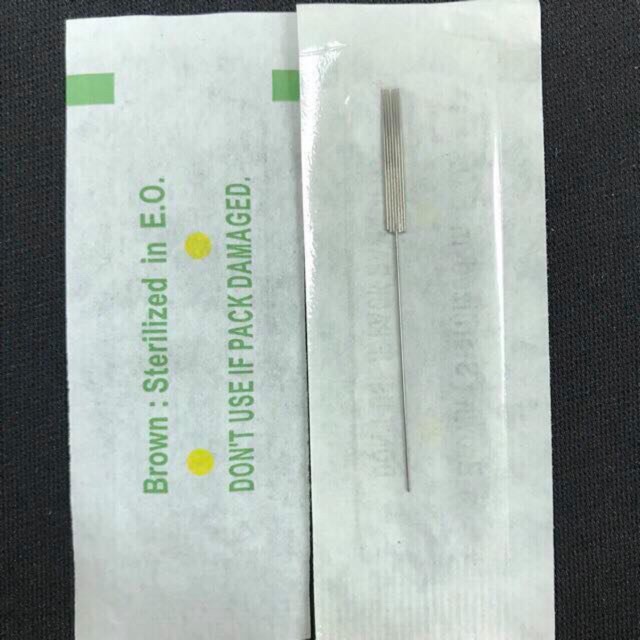 Brown : Sterilized in E.O.
DON'T USE IF PACK DAMAGED.